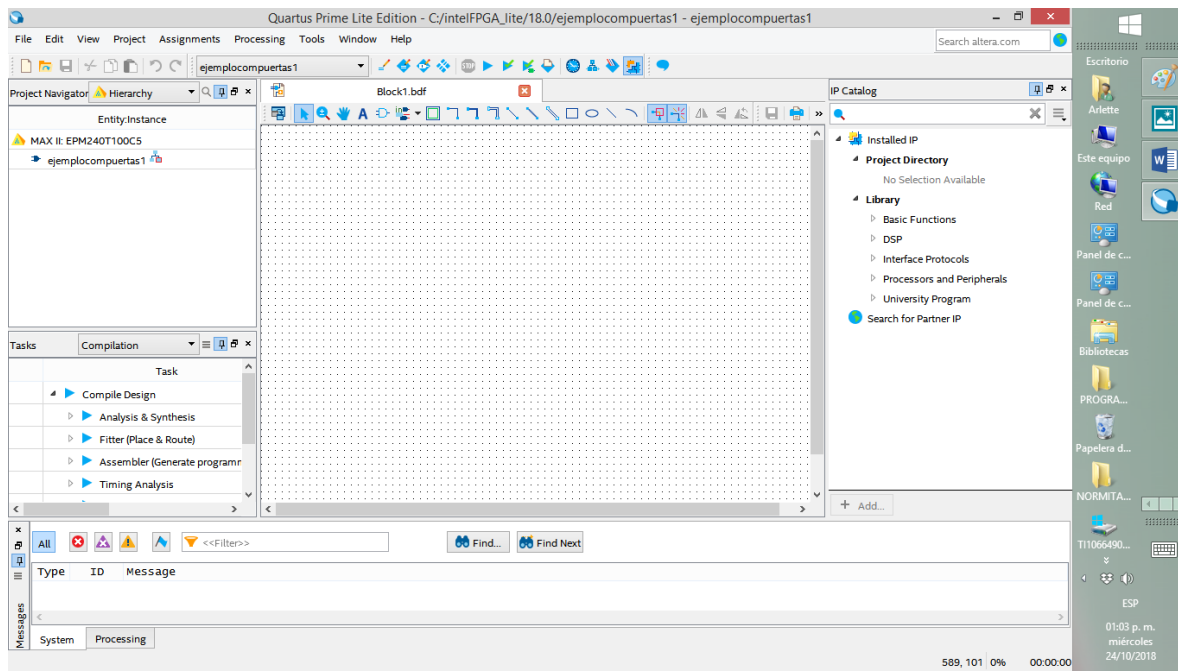 Quartus Prime Lite Edition - C:/intelFPGA_lite/18.0/ejemplocompuertas1 - ejemplocompuertas1
File Edit View Project Assignments Processing Tools Window Help
Search altera.com
ejemplocompuertas1
Project Navigator Hierarchy
Entity:Instance
MAX II: EPM240T100C5
ejemplocompuertas1
Tasks Compilation
Task
Compile Design
Analysis & Synthesis
Fitter (Place & Route)
Assembler (Generate programm
Timing Analysis
Block1.bdf
A
IP Catalog
Installed IP
Project Directory
No Selection Available
Library
Basic Functions
DSP
Interface Protocols
Processors and Peripherals
University Program
Search for Partner IP
+ Add...
All <<Filter>> Find... Find Next
Type ID Message
Messages
System Processing
589, 101 0% 00:00:00
Escritorio
Arlette
Este equipo
Red
Panel de c...
Panel de c...
Bibliotecas
PROGRA...
Papelera d...
NORMITA...
TI1066490...
ESP
01:03 p. m.
miércoles
24/10/2018